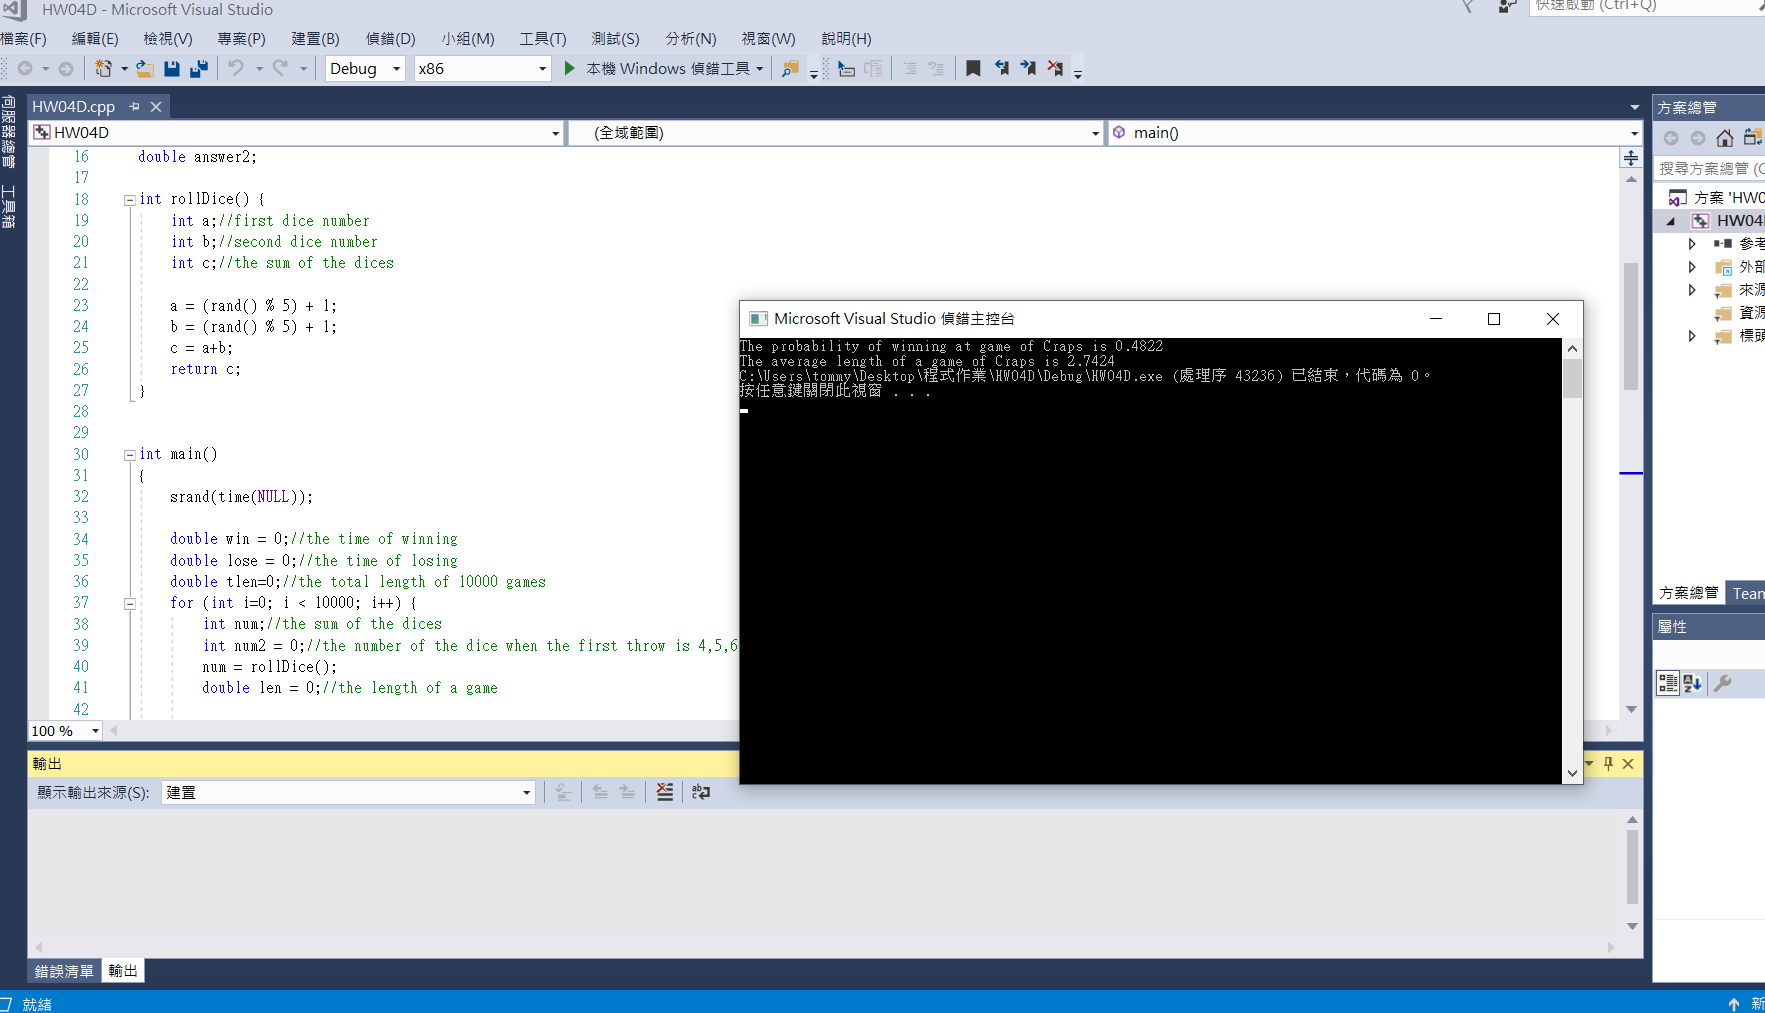 HW04D - Microsoft Visual Studio
快速啟動 (Ctrl+Q)
檔案(F) 編輯(E) 檢視(V) 專案(P) 建置(B) 偵錯(D) 小組(M) 工具(T) 測試(S) 分析(N) 視窗(W) 說明(H)
Debug x86 本機 Windows 偵錯工具
伺服器總管
工具箱
HW04D.cpp
HW04D (全域範圍) main()
16 double answer2;
17
18 int rollDice() {
19 int a;//first dice number
20 int b;//second dice number
21 int c;//the sum of the dices
22
23 a = (rand() % 5) + 1;
24 b = (rand() % 5) + 1;
25 c = a+b;
26 return c;
27 }
28
29
30 int main()
31 {
32 srand(time(NULL));
33
34 double win = 0;//the time of winning
35 double lose = 0;//the time of losing
36 double tlen=0;//the total length of 10000 games
37 for (int i=0; i < 10000; i++) {
38 int num;//the sum of the dices
39 int num2 = 0;//the number of the dice when the first throw is 4,5,6
40 num = rollDice();
41 double len = 0;//the length of a game
42
100 %
Microsoft Visual Studio 偵錯主控台
The probability of winning at game of Craps is 0.4822
The average length of a game of Craps is 2.7424
C:\Users\tommy\Desktop\程式作業\HW04D\Debug\HW04D.exe (處理序 43236) 已結束，代碼為 0。
按任意鍵關閉此視窗 . . .
輸出
顯示輸出來源(S): 建置
錯誤清單 輸出
就緒
方案總管
搜尋方案總管 (C
方案 'HW0
HW04
參考
外部
來源
資源
標頭
方案總管 Team
屬性
新